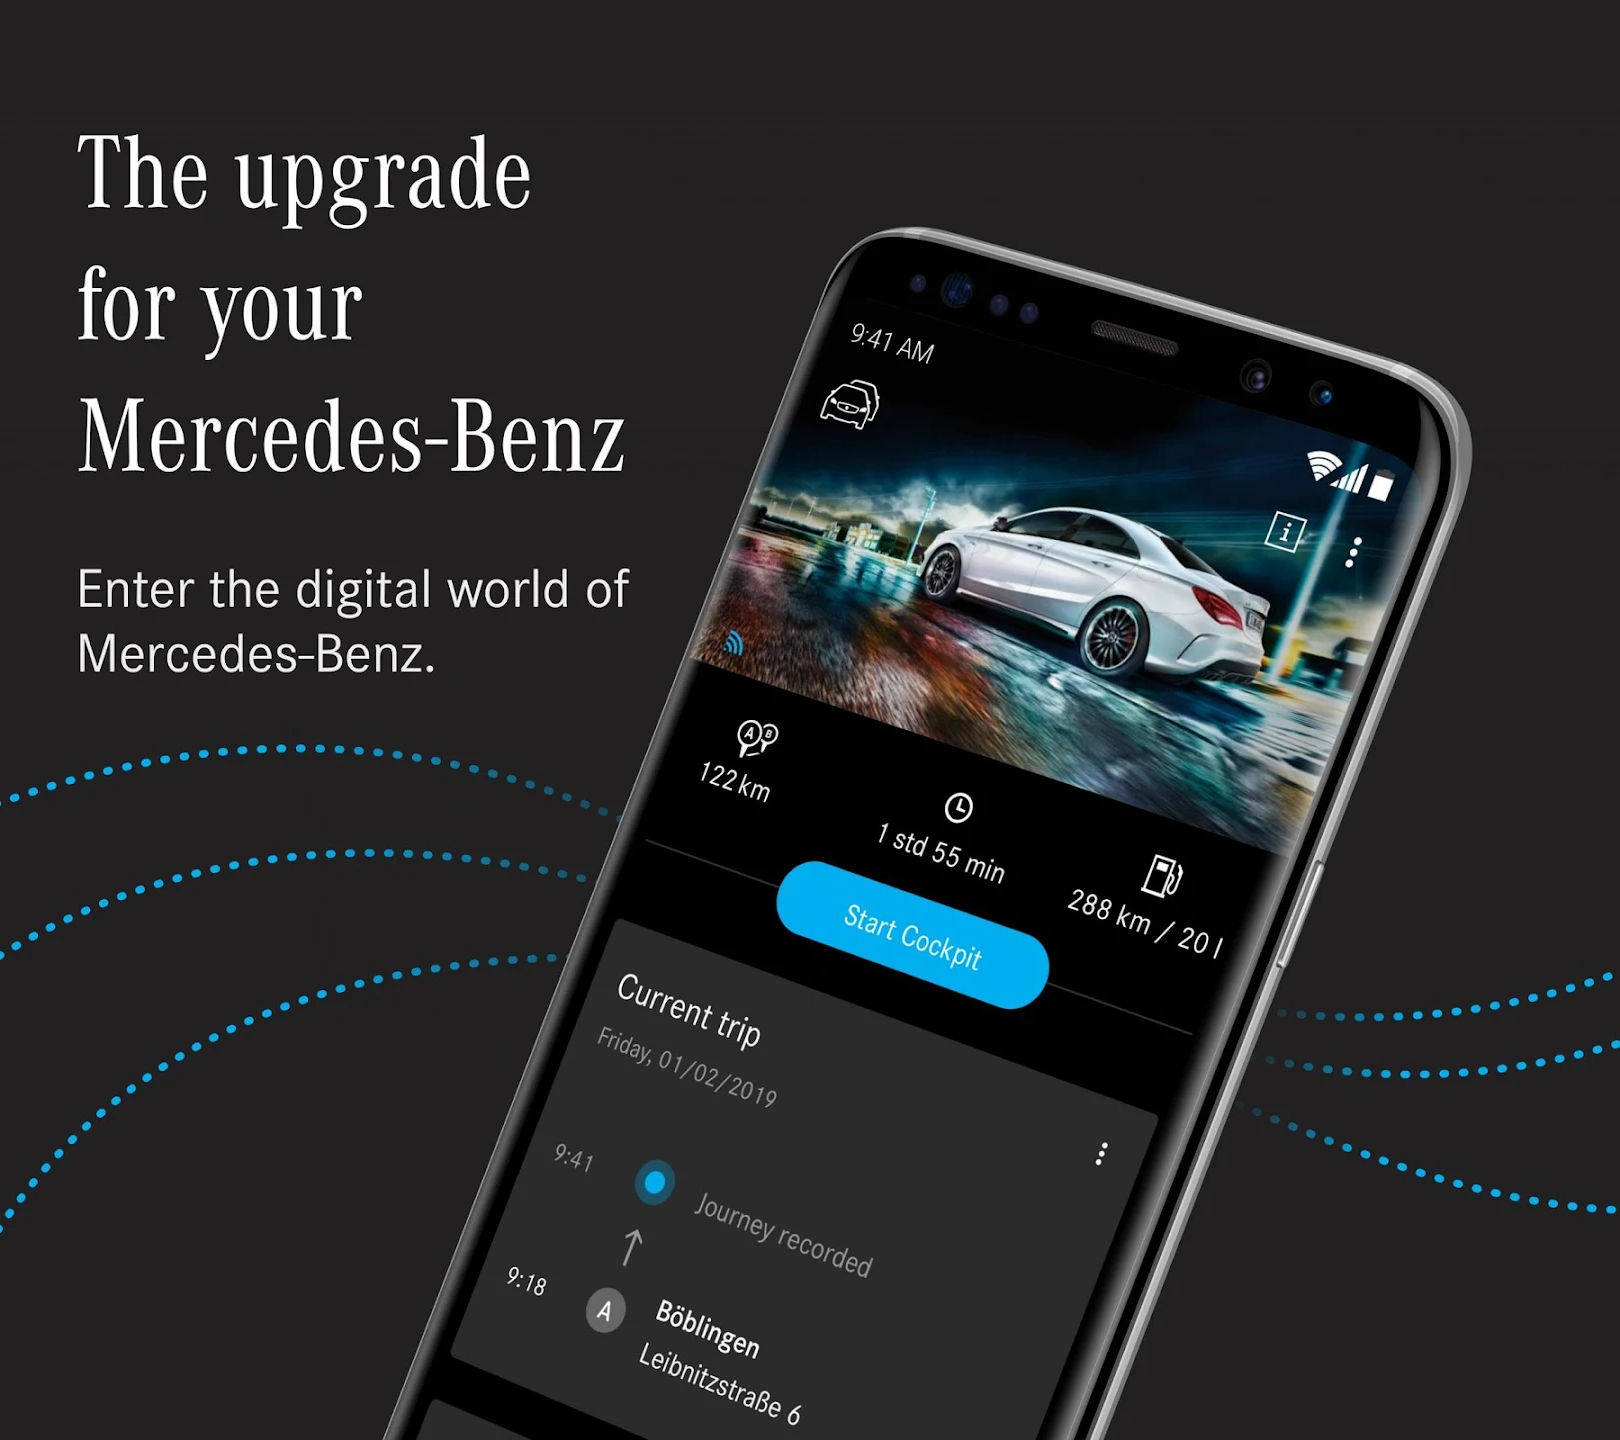 The upgrade
for your
Mercedes-Benz
Enter the digital world of
Mercedes-Benz.
9:41 AM
i
A B
122 km
1 std 55 min
288 km / 20 l
Start Cockpit
Current trip
Friday, 01/02/2019
9:41
Journey recorded
9:18
A
Böblingen
Leibnitzstraße 6